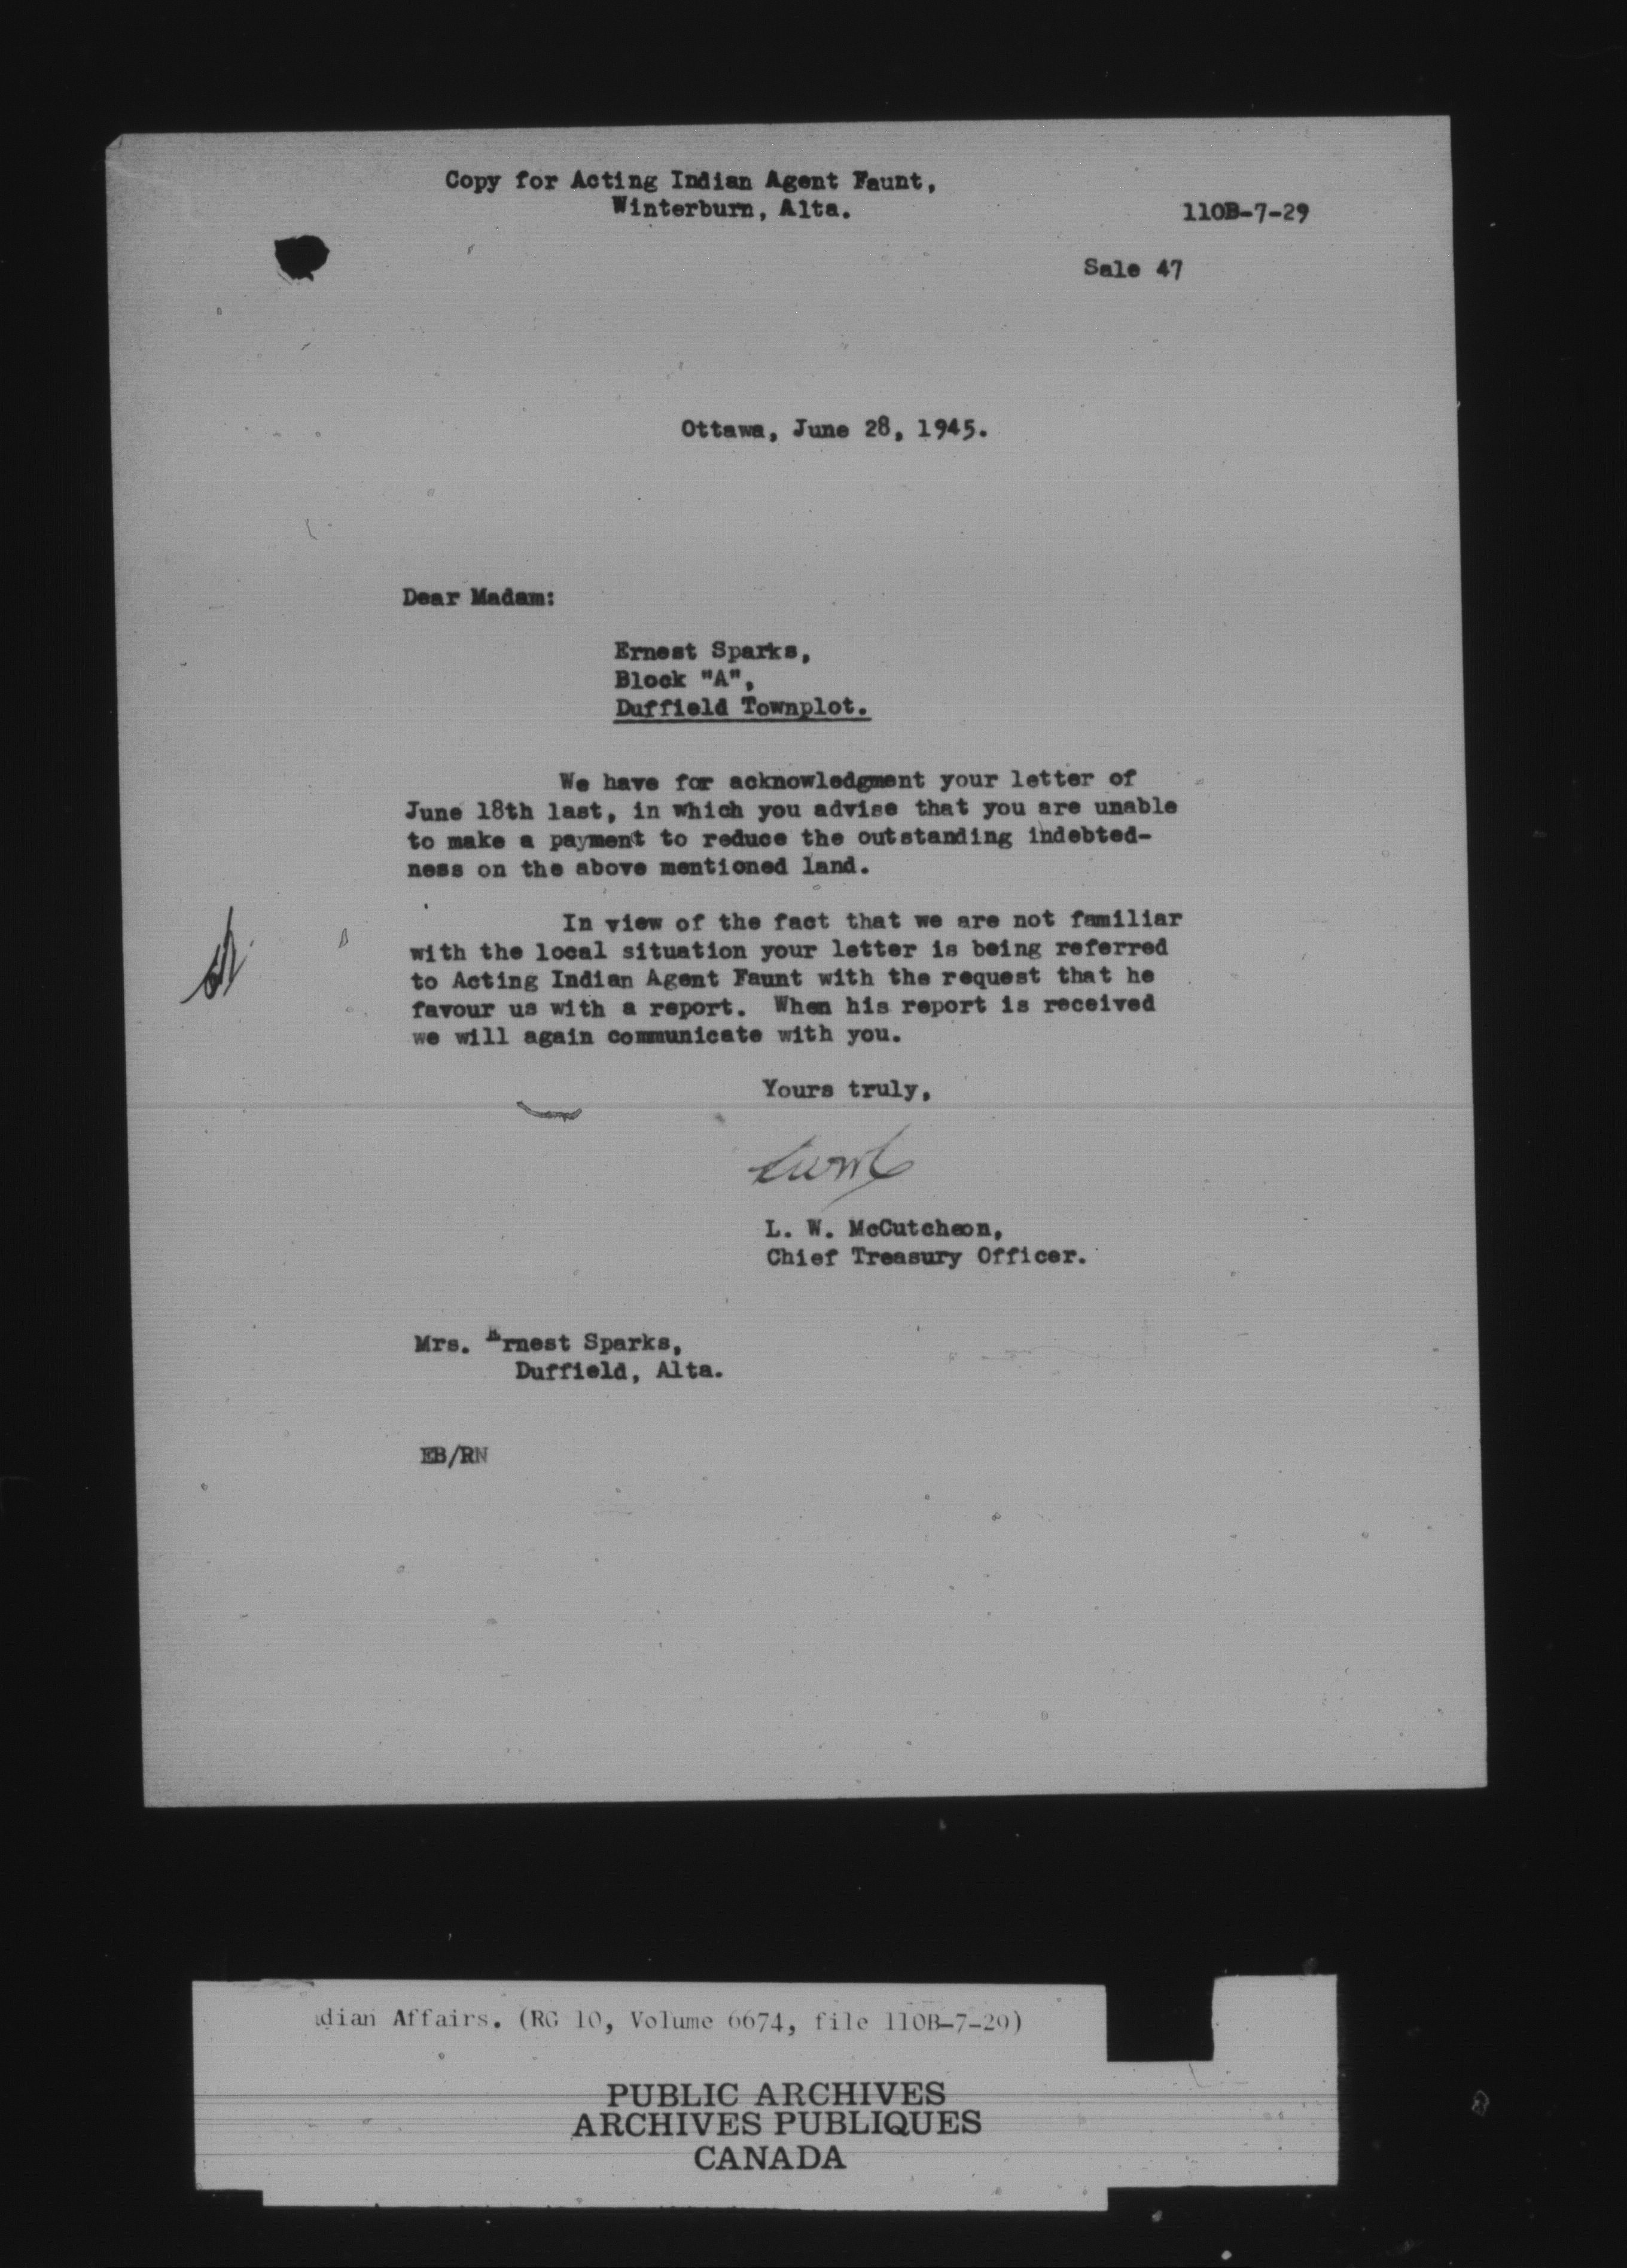 Copy for Acting Indian Agent Faunt,
Winterburn, Alta.
110B-7-29
Sale 47
Ottawa, June 28, 1945.
Dear Madam:
Ernest Sparks,
Block "A",
Duffield Townplot.
We have for acknowledgment your letter of
June 18th last, in which you advise that you are unable
to make a payment to reduce the outstanding indebted-
ness on the above mentioned land.
In view of the fact that we are not familiar
with the local situation your letter is being referred
to Acting Indian Agent Faunt with the request that he
favour us with a report. When his report is received
we will again communicate with you.
Yours truly,
L. W. McCutcheon,
Chief Treasury Officer.
Mrs. Ernest Sparks,
Duffield, Alta.
EB/RN
dian Affairs. (RG 10, Volume 6674, file 110B-7-29)
PUBLIC ARCHIVES
ARCHIVES PUBLIQUES
CANADA